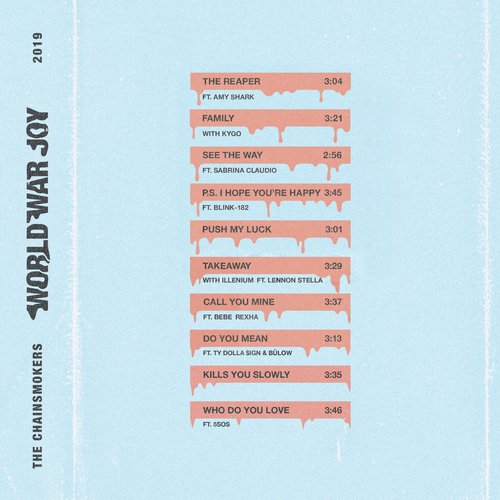 2019
WORLD WAR JOY
THE CHAINSMOKERS
THE REAPER 3:04
FT. AMY SHARK
FAMILY 3:21
WITH KYGO
SEE THE WAY 2:56
FT. SABRINA CLAUDIO
P.S. I HOPE YOU'RE HAPPY 3:45
FT. BLINK-182
PUSH MY LUCK 3:01
TAKEAWAY 3:29
WITH ILLENIUM FT. LENNON STELLA
CALL YOU MINE 3:37
FT. BEBE REXHA
DO YOU MEAN 3:13
FT. TY DOLLA $IGN & BÜLOW
KILLS YOU SLOWLY 3:35
WHO DO YOU LOVE 3:46
FT. 5SOS